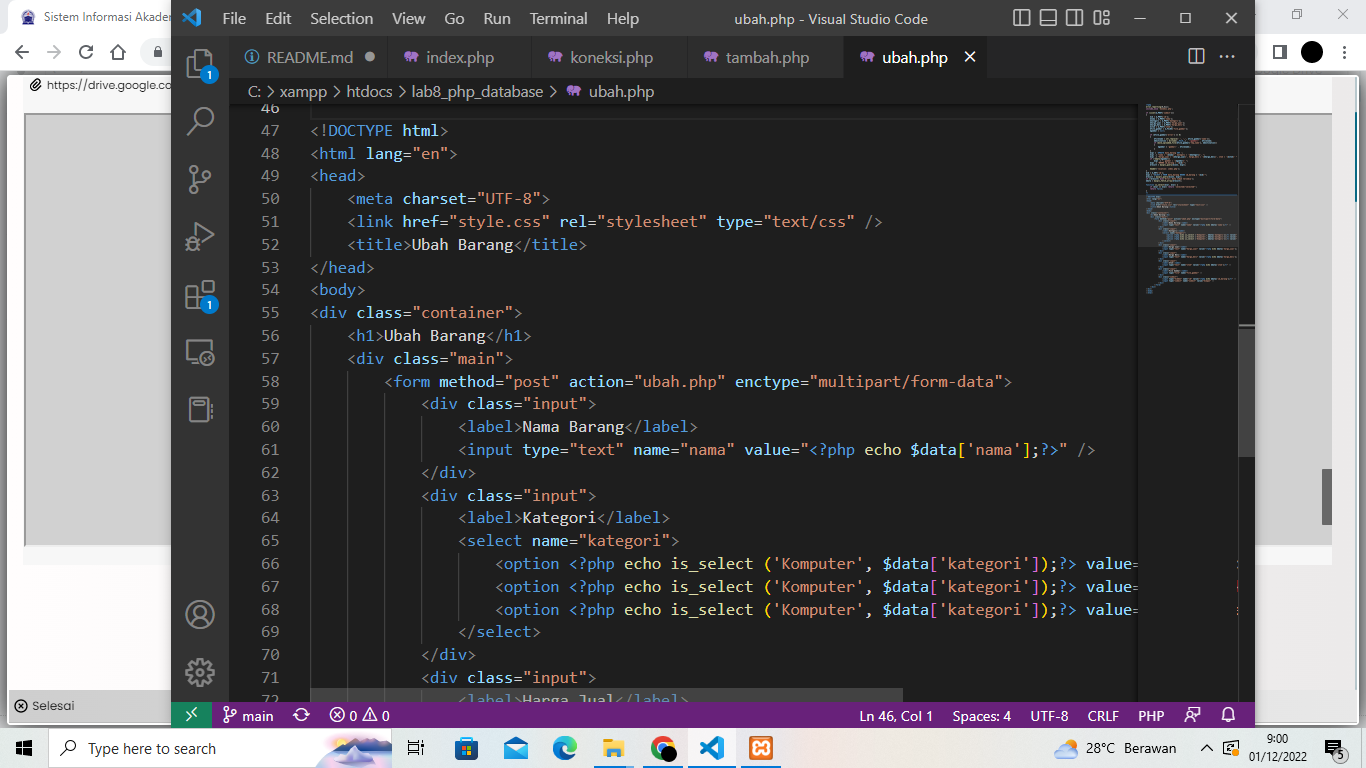 Sistem Informasi Akader
File Edit Selection View Go Run Terminal Help
ubah.php - Visual Studio Code
README.md
index.php
koneksi.php
tambah.php
ubah.php
https://drive.google.co
C: > xampp > htdocs > lab8_php_database > ubah.php
46
47 <!DOCTYPE html>
48 <html lang="en">
49 <head>
50 <meta charset="UTF-8">
51 <link href="style.css" rel="stylesheet" type="text/css" />
52 <title>Ubah Barang</title>
53 </head>
54 <body>
55 <div class="container">
56 <h1>Ubah Barang</h1>
57 <div class="main">
58 <form method="post" action="ubah.php" enctype="multipart/form-data">
59 <div class="input">
60 <label>Nama Barang</label>
61 <input type="text" name="nama" value="<?php echo $data['nama'];?>" />
62 </div>
63 <div class="input">
64 <label>Kategori</label>
65 <select name="kategori">
66 <option <?php echo is_select ('Komputer', $data['kategori']);?> value=
67 <option <?php echo is_select ('Komputer', $data['kategori']);?> value=
68 <option <?php echo is_select ('Komputer', $data['kategori']);?> value=
69 </select>
70 </div>
71 <div class="input">
72 <label>Harga Jual</label>
1
1
Selesai
main
0 0
Ln 46, Col 1
Spaces: 4
UTF-8
CRLF
PHP
Type here to search
28°C Berawan
9:00
01/12/2022
5